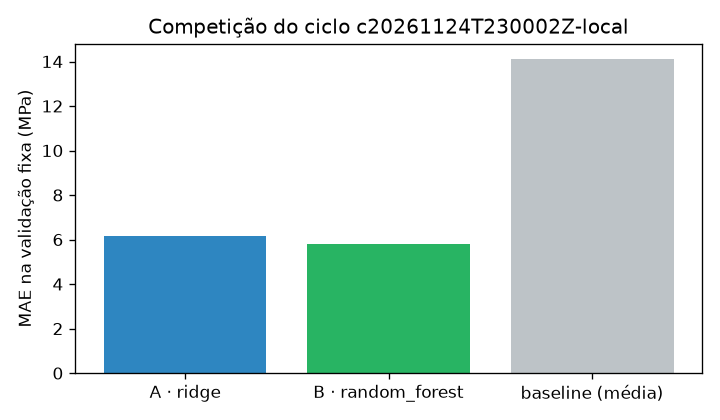 Competição do ciclo c20261124T230002Z-local
MAE na validação fixa (MPa)
14
12
10
8
6
4
2
0
A · ridge
B · random_forest
baseline (média)